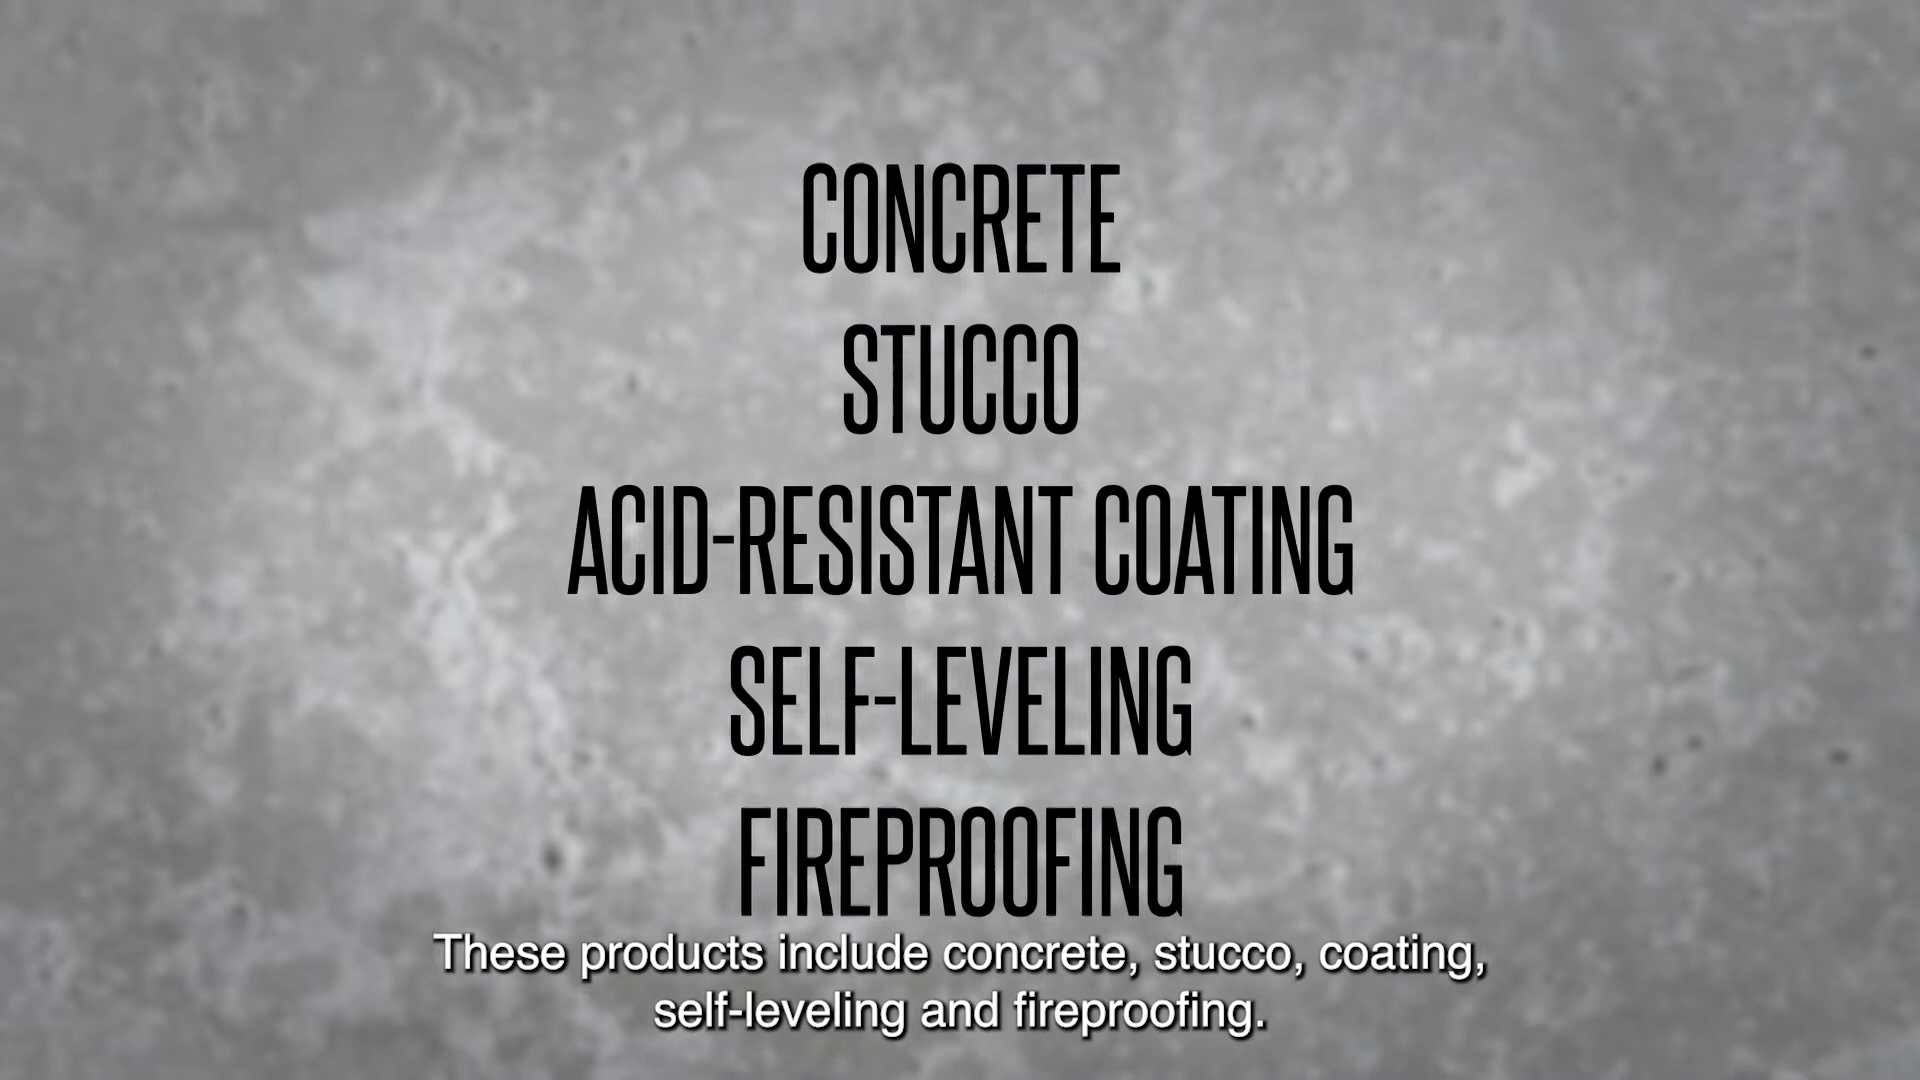 CONCRETE
STUCCO
ACID-RESISTANT COATING
SELF-LEVELING
FIREPROOFING
These products include concrete, stucco, coating,
self-leveling and fireproofing.